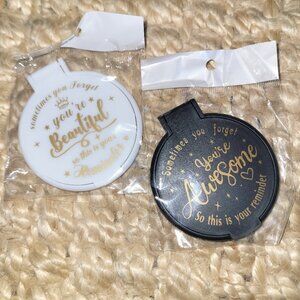 sometimes you forget
you're
Beautiful
so this is your
Reminder
Sometimes you forget
You're
Awesome
So this is your reminder